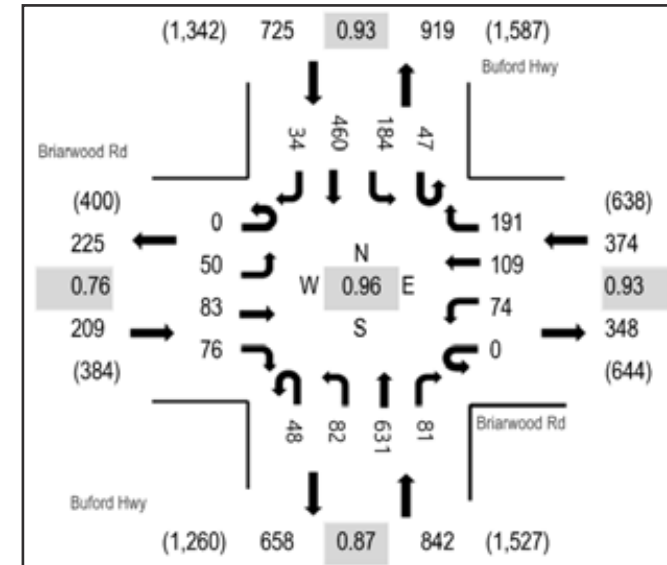 (1,342) 725 0.93 919 (1,587)
Buford Hwy
34 460 184 47
Briarwood Rd
(400) (638)
0 191
225 374
50 N 109
0.76 W 0.96 E 0.93
83 74
209 S 348
76 0
(384) (644)
48 82 631 81
Briarwood Rd
Buford Hwy
(1,260) 658 0.87 842 (1,527)